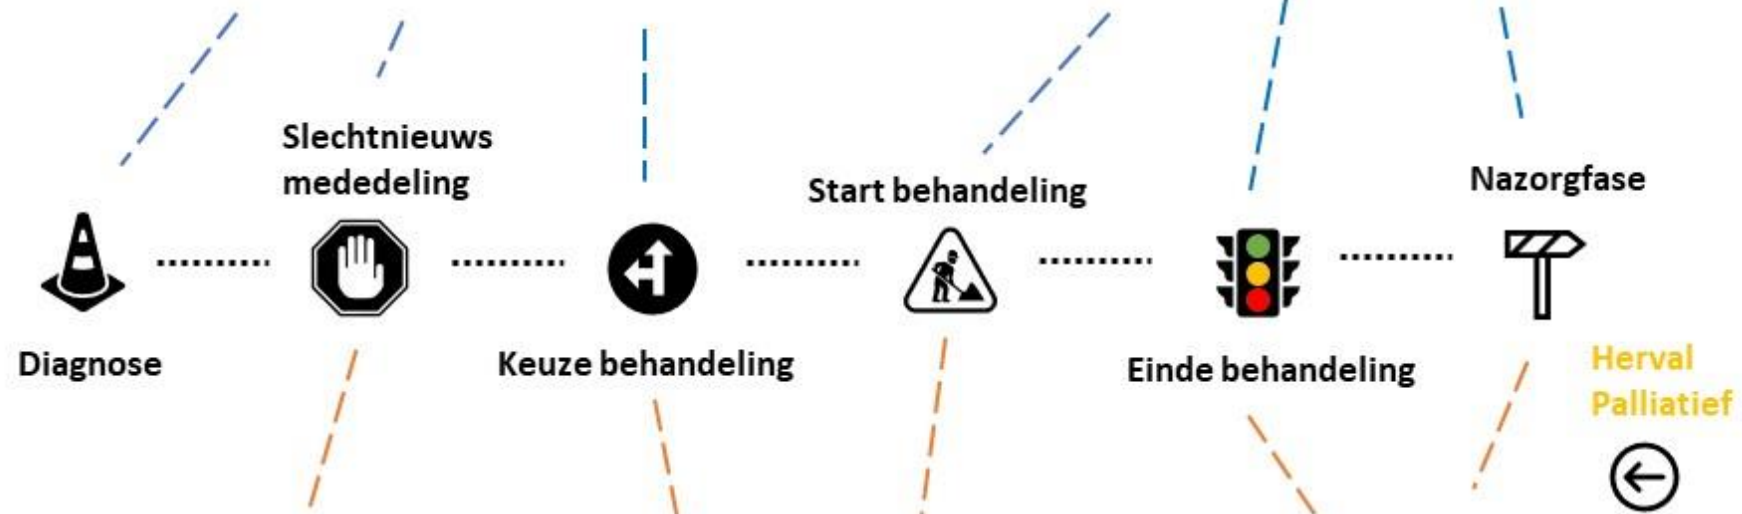 Slechtnieuws
mededeling
Start behandeling
Nazorgfase
Diagnose
Keuze behandeling
Einde behandeling
Herval
Palliatief